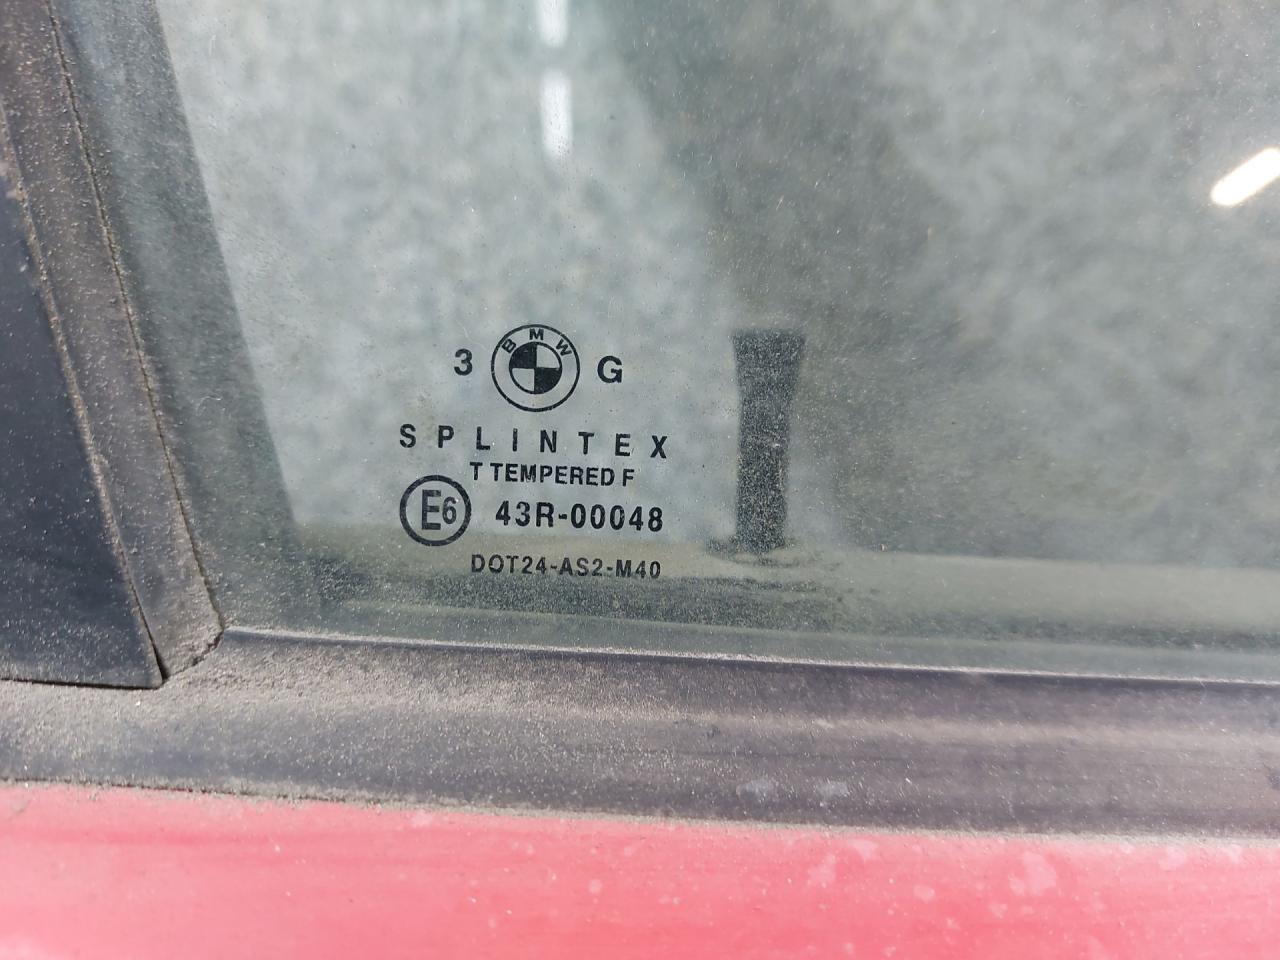 3 BMW G
SPLINTEX
T TEMPERED F
E6 43R-00048
DOT24-AS2-M40